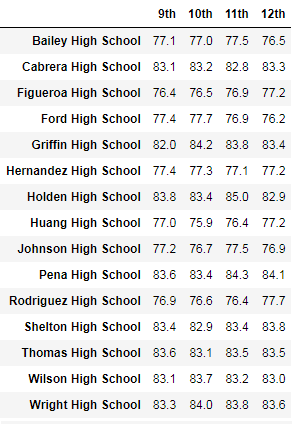 9th 10th 11th 12th
Bailey High School 77.1 77.0 77.5 76.5
Cabrera High School 83.1 83.2 82.8 83.3
Figueroa High School 76.4 76.5 76.9 77.2
Ford High School 77.4 77.7 76.9 76.2
Griffin High School 82.0 84.2 83.8 83.4
Hernandez High School 77.4 77.3 77.1 77.2
Holden High School 83.8 83.4 85.0 82.9
Huang High School 77.0 75.9 76.4 77.2
Johnson High School 77.2 76.7 77.5 76.9
Pena High School 83.6 83.4 84.3 84.1
Rodriguez High School 76.9 76.6 76.4 77.7
Shelton High School 83.4 82.9 83.4 83.8
Thomas High School 83.6 83.1 83.5 83.5
Wilson High School 83.1 83.7 83.2 83.0
Wright High School 83.3 84.0 83.8 83.6